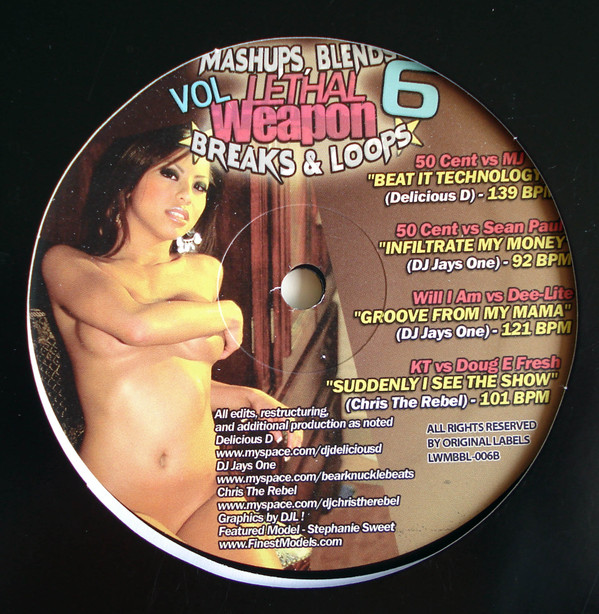 MASHUPS, BLENDS
VOL LETHAL 6
Weapon
BREAKS & LOOPS
50 Cent vs MJ
"BEAT IT TECHNOLOGY"
(Delicious D) - 139 BPM
50 Cent vs Sean Paul
"INFILTRATE MY MONEY"
(DJ Jays One) - 92 BPM
Will I Am vs Dee-Lite
"GROOVE FROM MY MAMA"
(DJ Jays One) - 121 BPM
KT vs Doug E Fresh
"SUDDENLY I SEE THE SHOW"
(Chris The Rebel) - 101 BPM
All edits, restructuring,
and additional production as noted
Delicious D
www.myspace.com/djdeliciousd
DJ Jays One
www.myspace.com/bearknucklebeats
Chris The Rebel
www.myspace.com/djchristherebel
Graphics by DJL !
Featured Model - Stephanie Sweet
www.FinestModels.com
ALL RIGHTS RESERVED
BY ORIGINAL LABELS
LWMBBL-006B